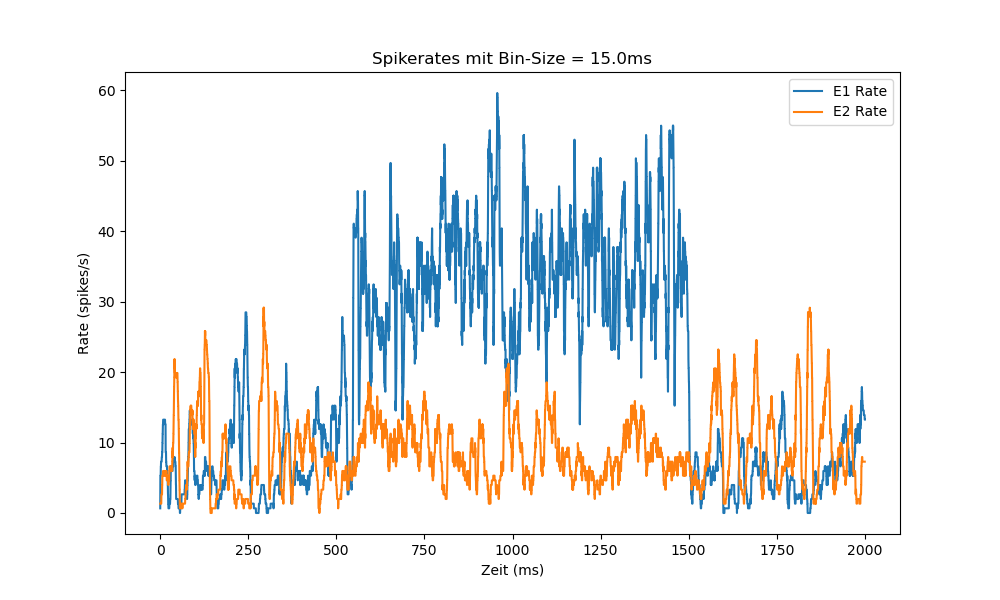 Spikerates mit Bin-Size = 15.0ms
E1 Rate
E2 Rate
60
50
40
30
20
10
0
Rate (spikes/s)
0 250 500 750 1000 1250 1500 1750 2000
Zeit (ms)